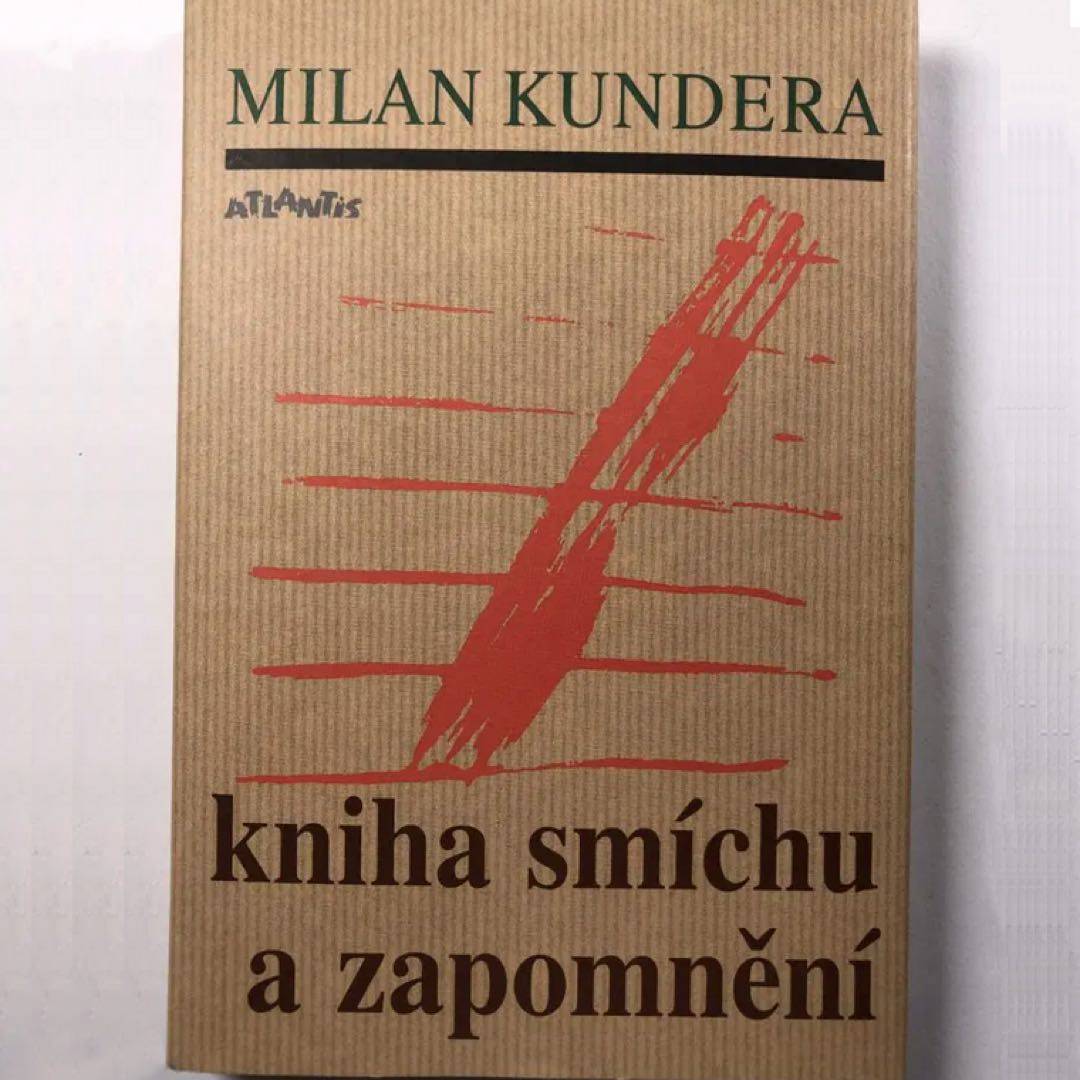 MILAN KUNDERA
ATLANTIS
kniha smíchu
a zapomnění